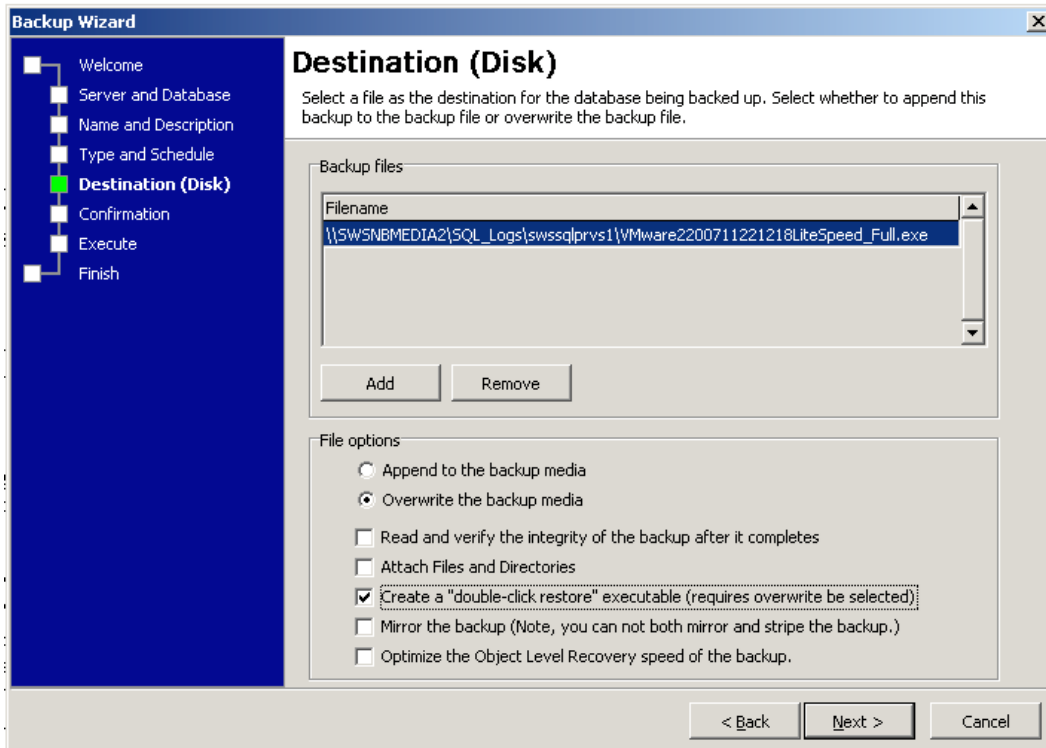 Backup Wizard
Welcome
Server and Database
Name and Description
Type and Schedule
Destination (Disk)
Confirmation
Execute
Finish
Destination (Disk)
Select a file as the destination for the database being backed up. Select whether to append this
backup to the backup file or overwrite the backup file.
Backup files
Filename
\\SWSNBMEDIA2\SQL_Logs\swssqlprvs1\VMware2200711221218LiteSpeed_Full.exe
Add
Remove
File options
Append to the backup media
Overwrite the backup media
Read and verify the integrity of the backup after it completes
Attach Files and Directories
Create a "double-click restore" executable (requires overwrite be selected)
Mirror the backup (Note, you can not both mirror and stripe the backup.)
Optimize the Object Level Recovery speed of the backup.
< Back
Next >
Cancel